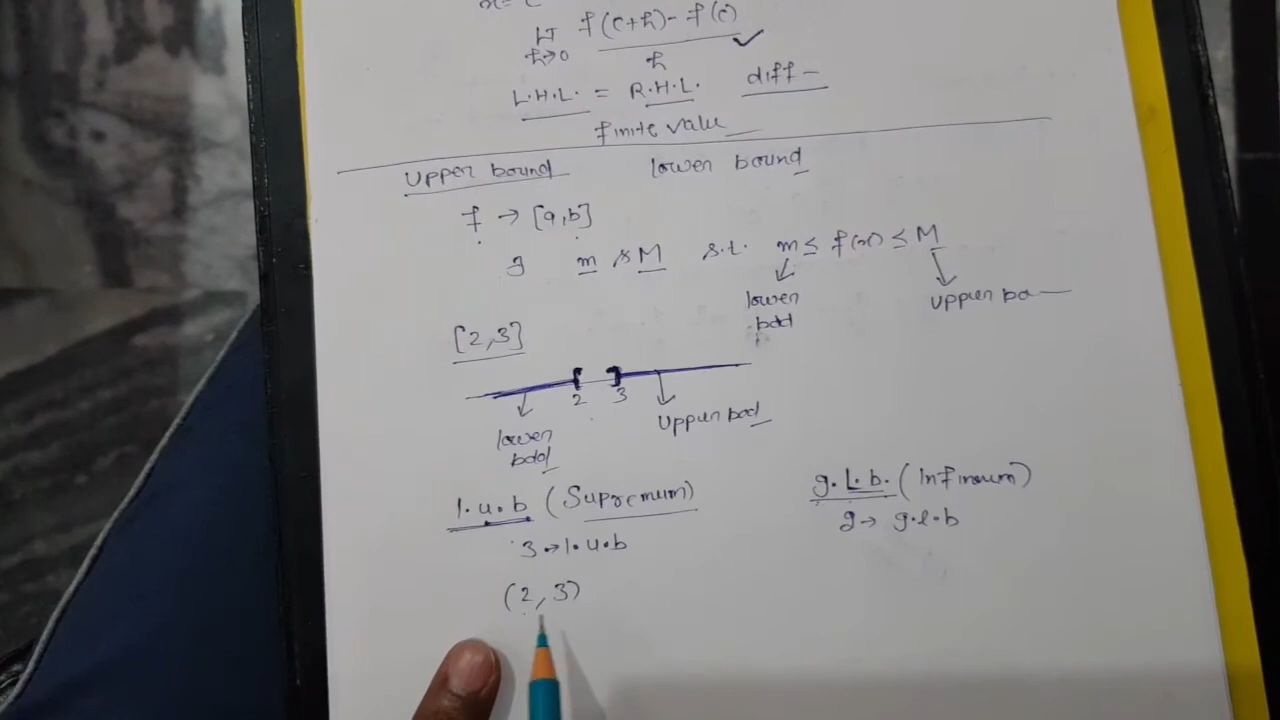 x = c
Lt f(c+h) - f(c)
h→0 h
L.H.L. = R.H.L. diff -
finite value
Upper bound lower bound
f → [a,b]
∃ m & M s.t. m ≤ f(x) ≤ M
lower bdd upper bo
[2,3]
2 3
lower bdd Upper bdd
l.u.b (Supremum) g.L.b. (Infimum)
3 → l.u.b 2 → g.l.b
(2, 3)